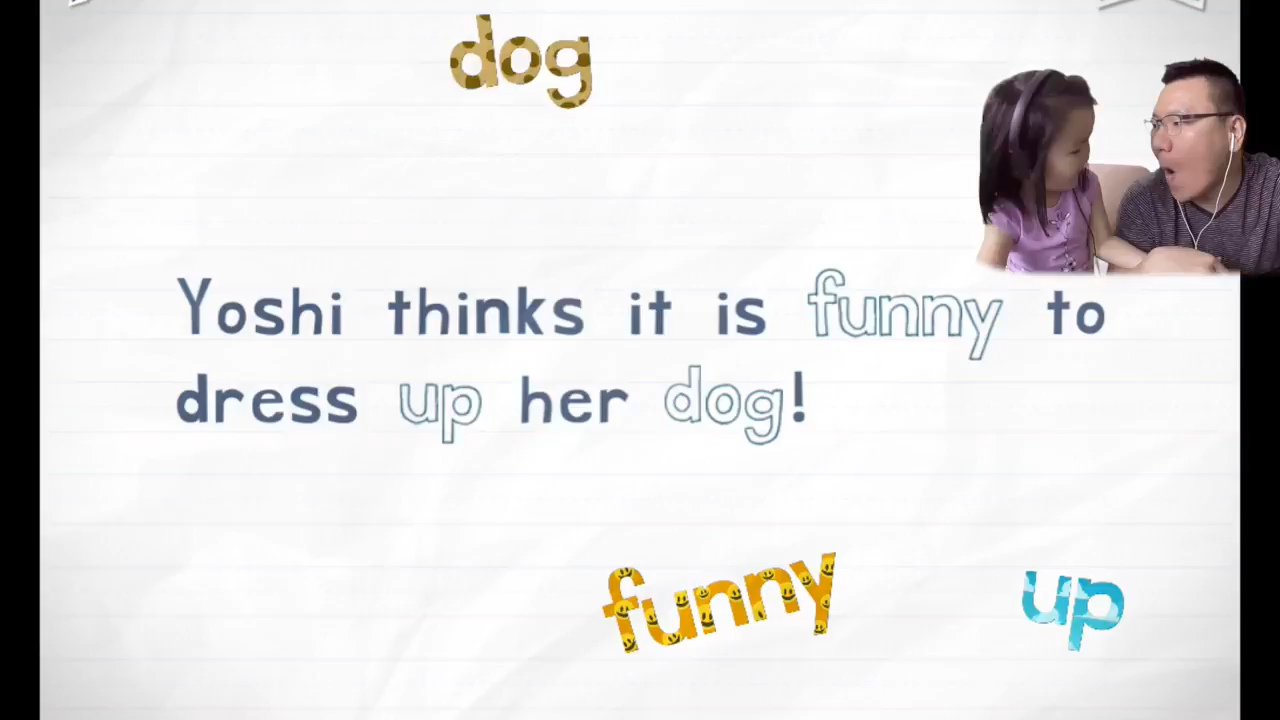 dog
Yoshi thinks it is funny to
dress up her dog!
funny
up